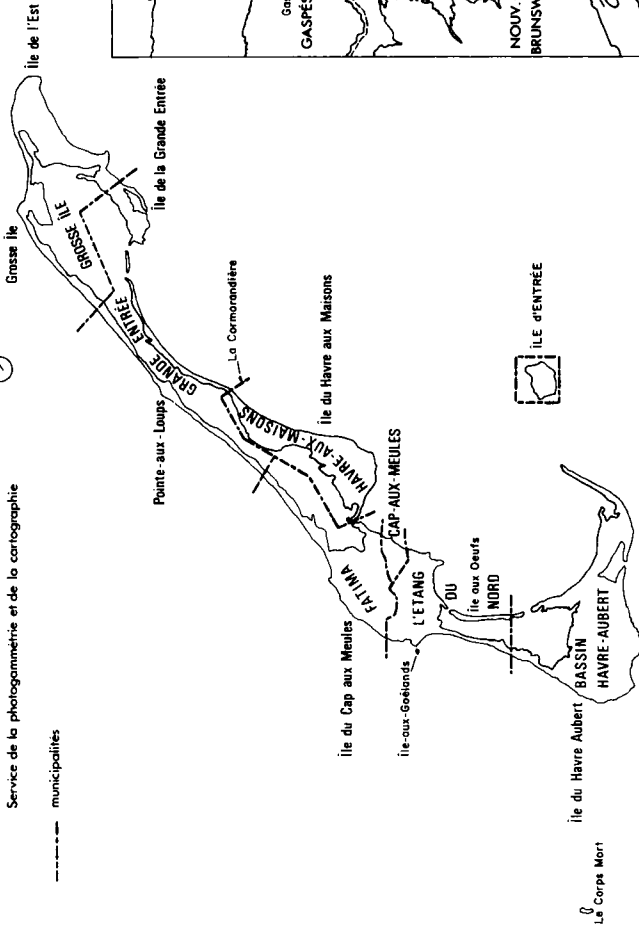 Service de la photogammétrie et de la cartographie
municipalités
Grosse Île
Île de l'Est
GROSSE ÎLE
Île de la Grande Entrée
GRANDE ENTRÉE
Pointe-aux-Loups
La Cormorandière
HAVRE-AUX-MAISONS
Île du Havre aux Maisons
FATIMA
CAP-AUX-MEULES
Île du Cap aux Meules
L'ETANG
DU
NORD
Île aux Oeufs
Île-aux-Goélands
ÎLE D'ENTRÉE
BASSIN
HAVRE-AUBERT
Île du Havre Aubert
Le Corps Mort
Gas
GASPÉS
NOUV.
BRUNSW